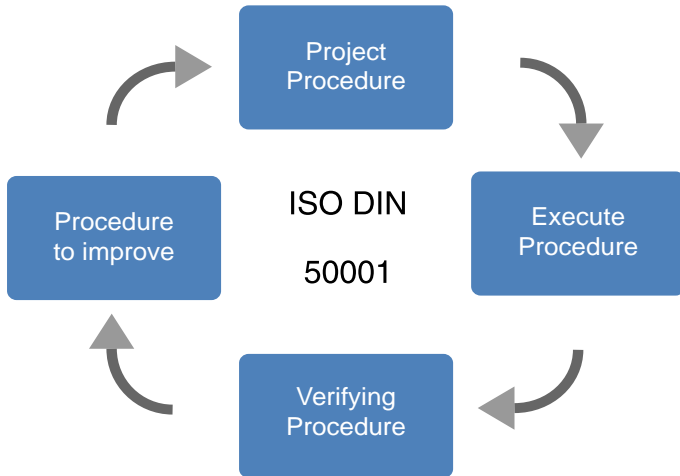 Project
Procedure
ISO DIN
50001
Procedure
to improve
Execute
Procedure
Verifying
Procedure